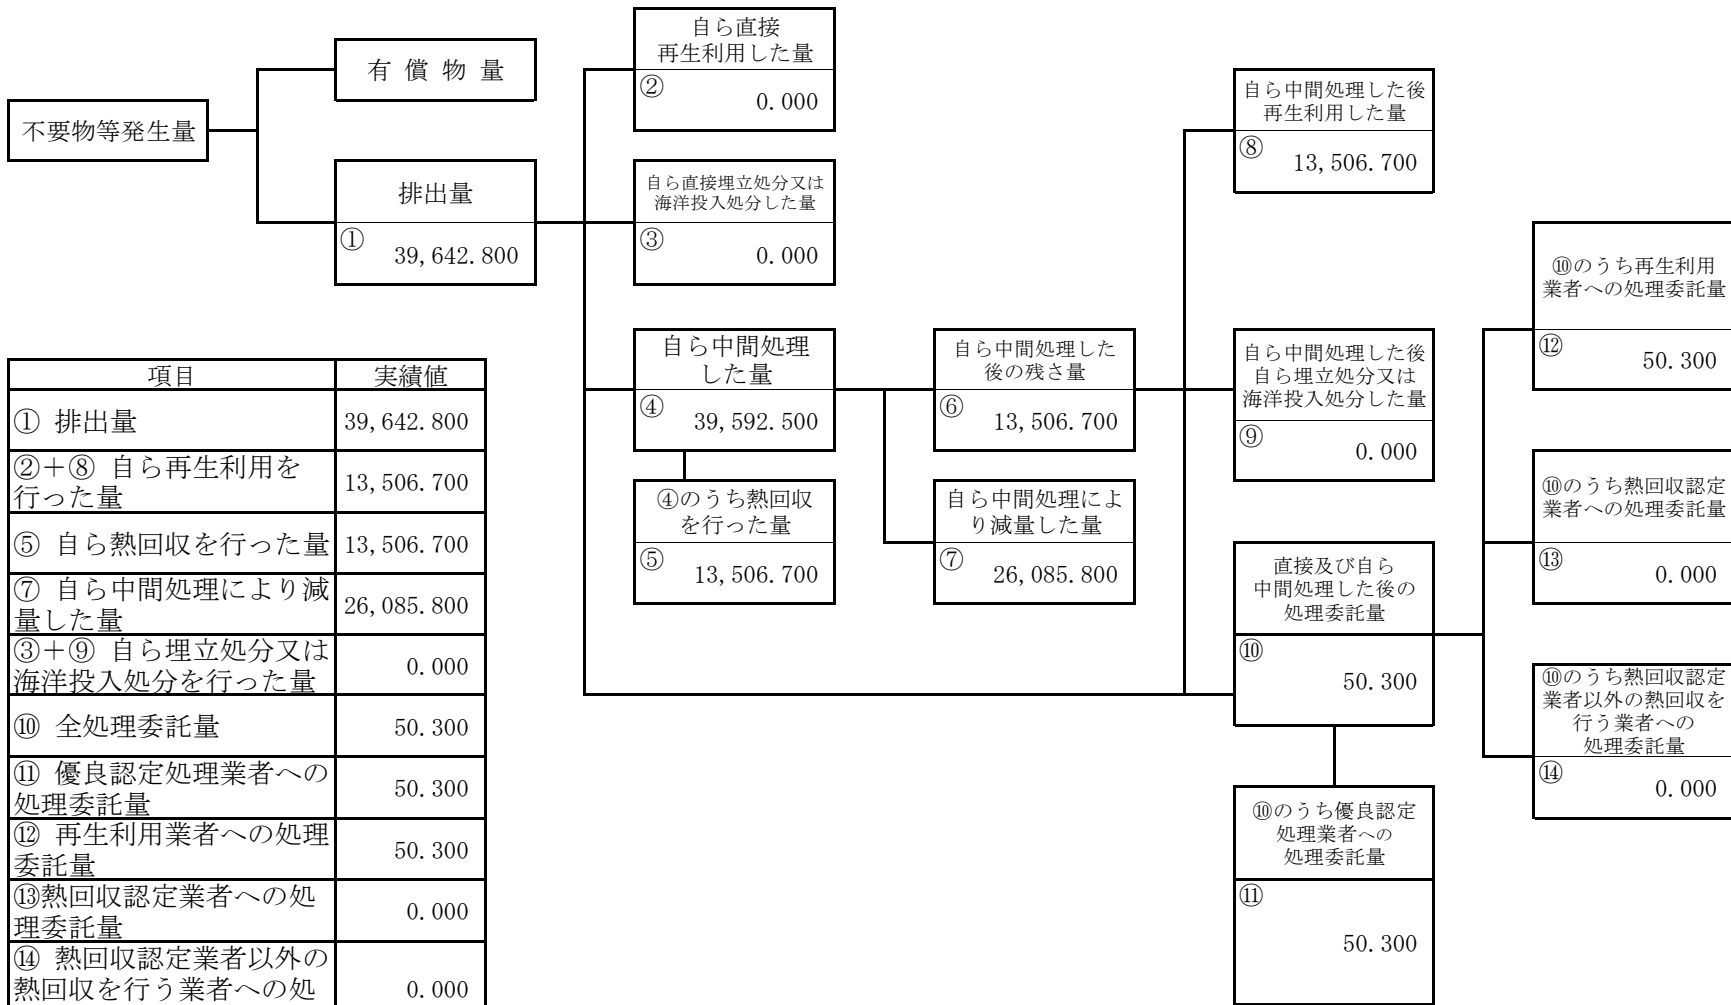 不要物等発生量
有 償 物 量
排出量
①
39,642.800
自ら直接
再生利用した量
②
0.000
自ら直接埋立処分又は
海洋投入処分した量
③
0.000
自ら中間処理
した量
④
39,592.500
④のうち熱回収
を行った量
⑤
13,506.700
自ら中間処理した
後の残さ量
⑥
13,506.700
自ら中間処理によ
り減量した量
⑦
26,085.800
自ら中間処理した後
再生利用した量
⑧
13,506.700
自ら中間処理した後
自ら埋立処分又は
海洋投入処分した量
⑨
0.000
直接及び自ら
中間処理した後の
処理委託量
⑩
50.300
⑩のうち優良認定
処理業者への
処理委託量
⑪
50.300
⑩のうち再生利用
業者への処理委託量
⑫
50.300
⑩のうち熱回収認定
業者への処理委託量
⑬
0.000
⑩のうち熱回収認定
業者以外の熱回収を
行う業者への
処理委託量
⑭
0.000
項目 実績値
① 排出量 39,642.800
②+⑧ 自ら再生利用を
行った量 13,506.700
⑤ 自ら熱回収を行った量 13,506.700
⑦ 自ら中間処理により減
量した量 26,085.800
③+⑨ 自ら埋立処分又は
海洋投入処分を行った量 0.000
⑩ 全処理委託量 50.300
⑪ 優良認定処理業者への
処理委託量 50.300
⑫ 再生利用業者への処理
委託量 50.300
⑬熱回収認定業者への処
理委託量 0.000
⑭ 熱回収認定業者以外の
熱回収を行う業者への処 0.000